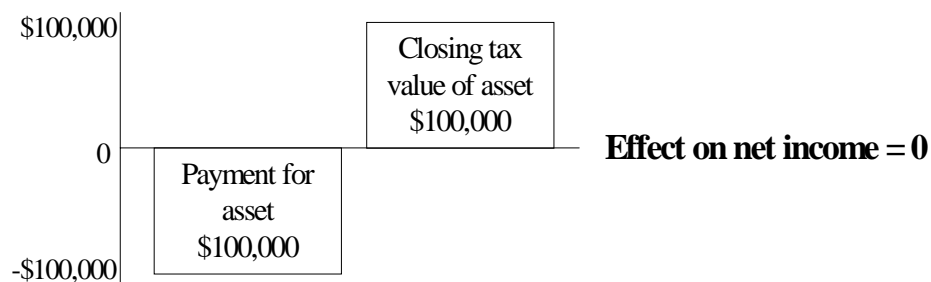 $100,000
Closing tax
value of asset
$100,000
0
Effect on net income = 0
Payment for
asset
$100,000
-$100,000